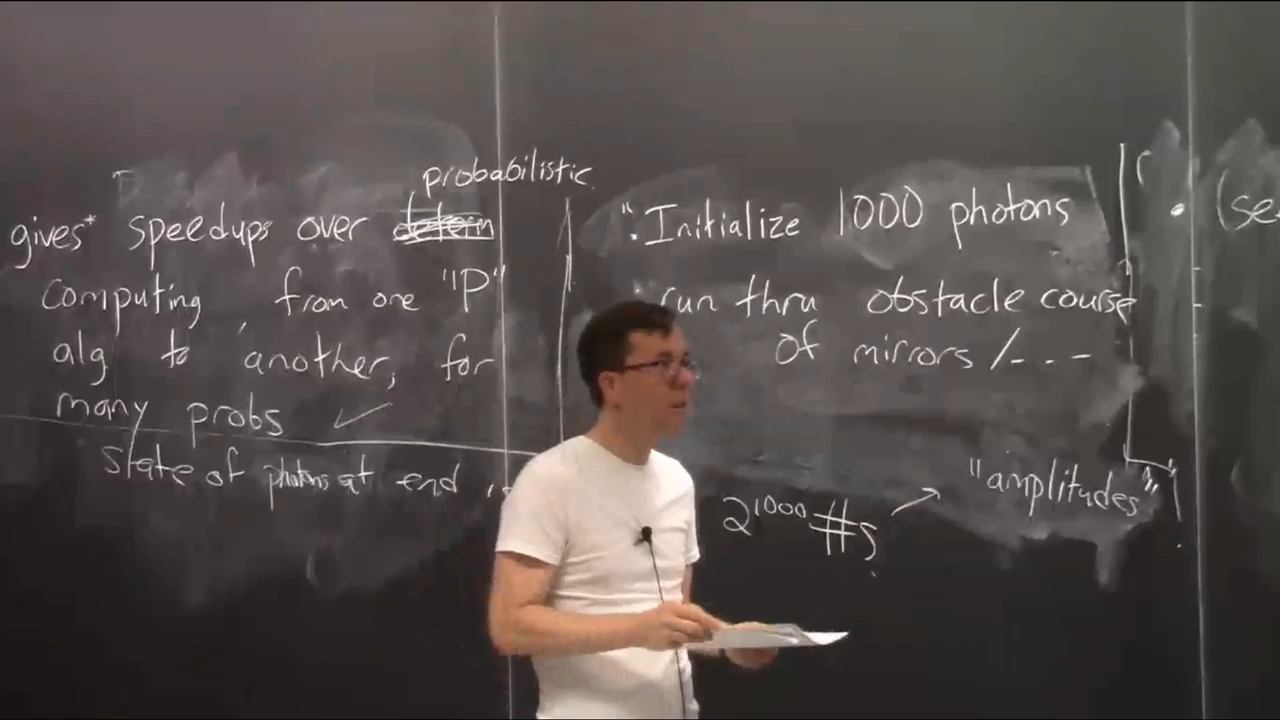 probabilistic
gives* speedups over
computing, from one "P"
alg to another, for
many probs ✓
state of photons at end
"Initialize 1000 photons
run thru obstacle course
of mirrors / - - -
2^1000 #s → "amplitudes"
(se